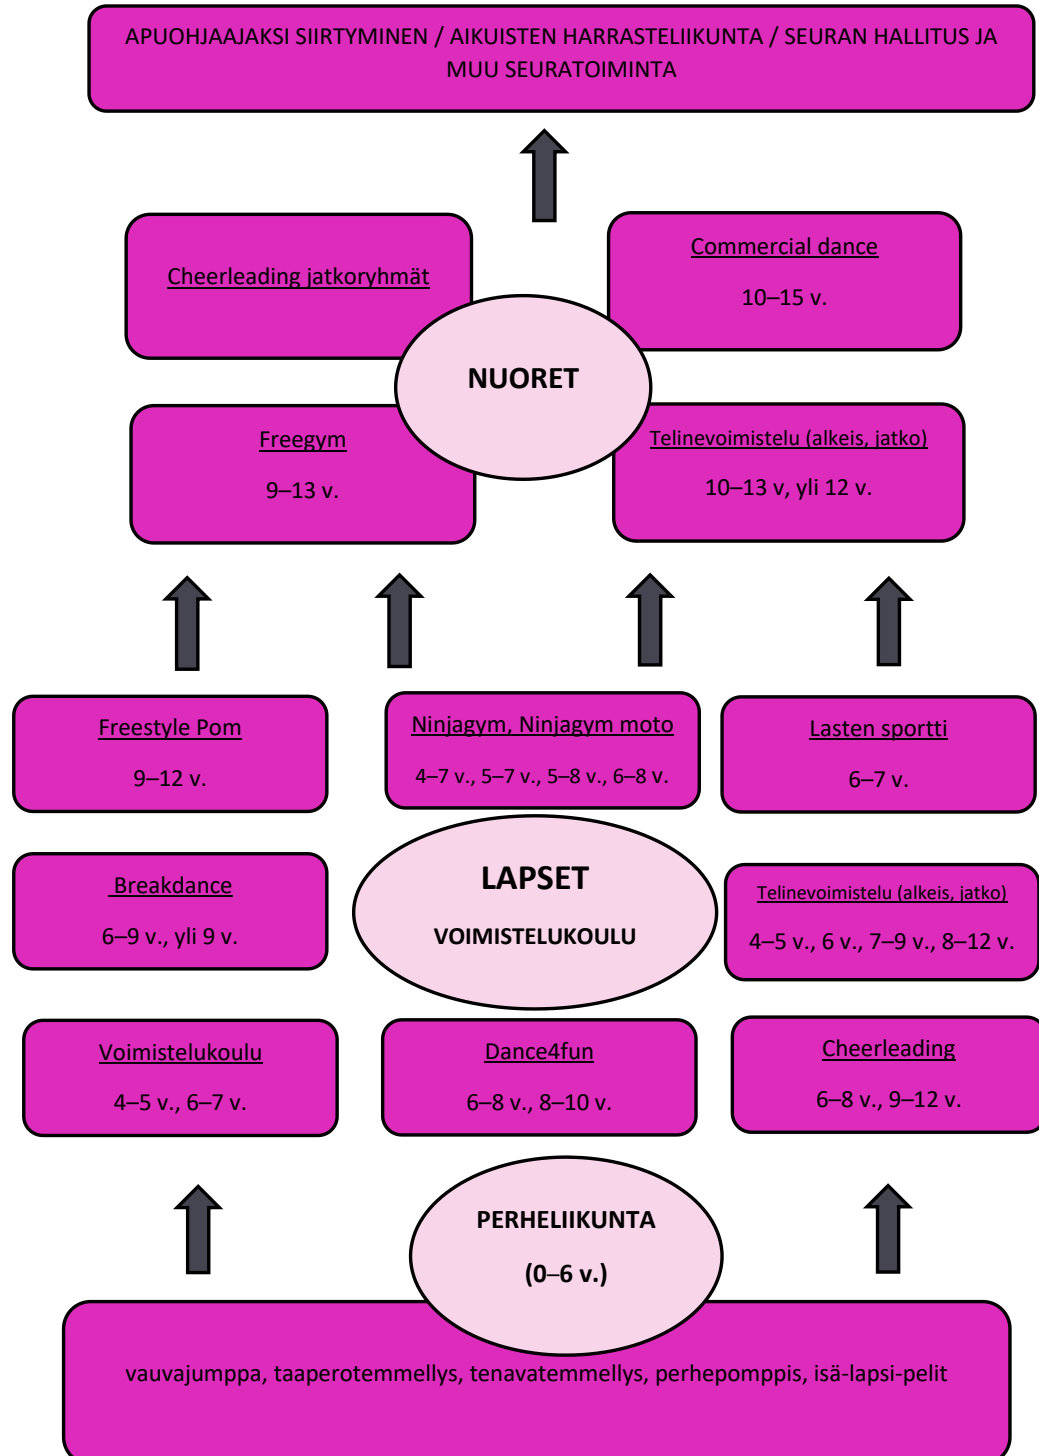 APUOHJAAJAKSI SIIRTYMINEN / AIKUISTEN HARRASTELIIKUNTA / SEURAN HALLITUS JA
MUU SEURATOIMINTA
Cheerleading jatkoryhmät
Commercial dance
10–15 v.
NUORET
Freegym
9–13 v.
Telinevoimistelu (alkeis, jatko)
10–13 v, yli 12 v.
Freestyle Pom
9–12 v.
Ninjagym, Ninjagym moto
4–7 v., 5–7 v., 5–8 v., 6–8 v.
Lasten sportti
6–7 v.
Breakdance
6–9 v., yli 9 v.
LAPSET
VOIMISTELUKOULU
Telinevoimistelu (alkeis, jatko)
4–5 v., 6 v., 7–9 v., 8–12 v.
Voimistelukoulu
4–5 v., 6–7 v.
Dance4fun
6–8 v., 8–10 v.
Cheerleading
6–8 v., 9–12 v.
PERHELIIKUNTA
(0–6 v.)
vauvajumppa, taaperotemmellys, tenavatemmellys, perhepomppis, isä-lapsi-pelit